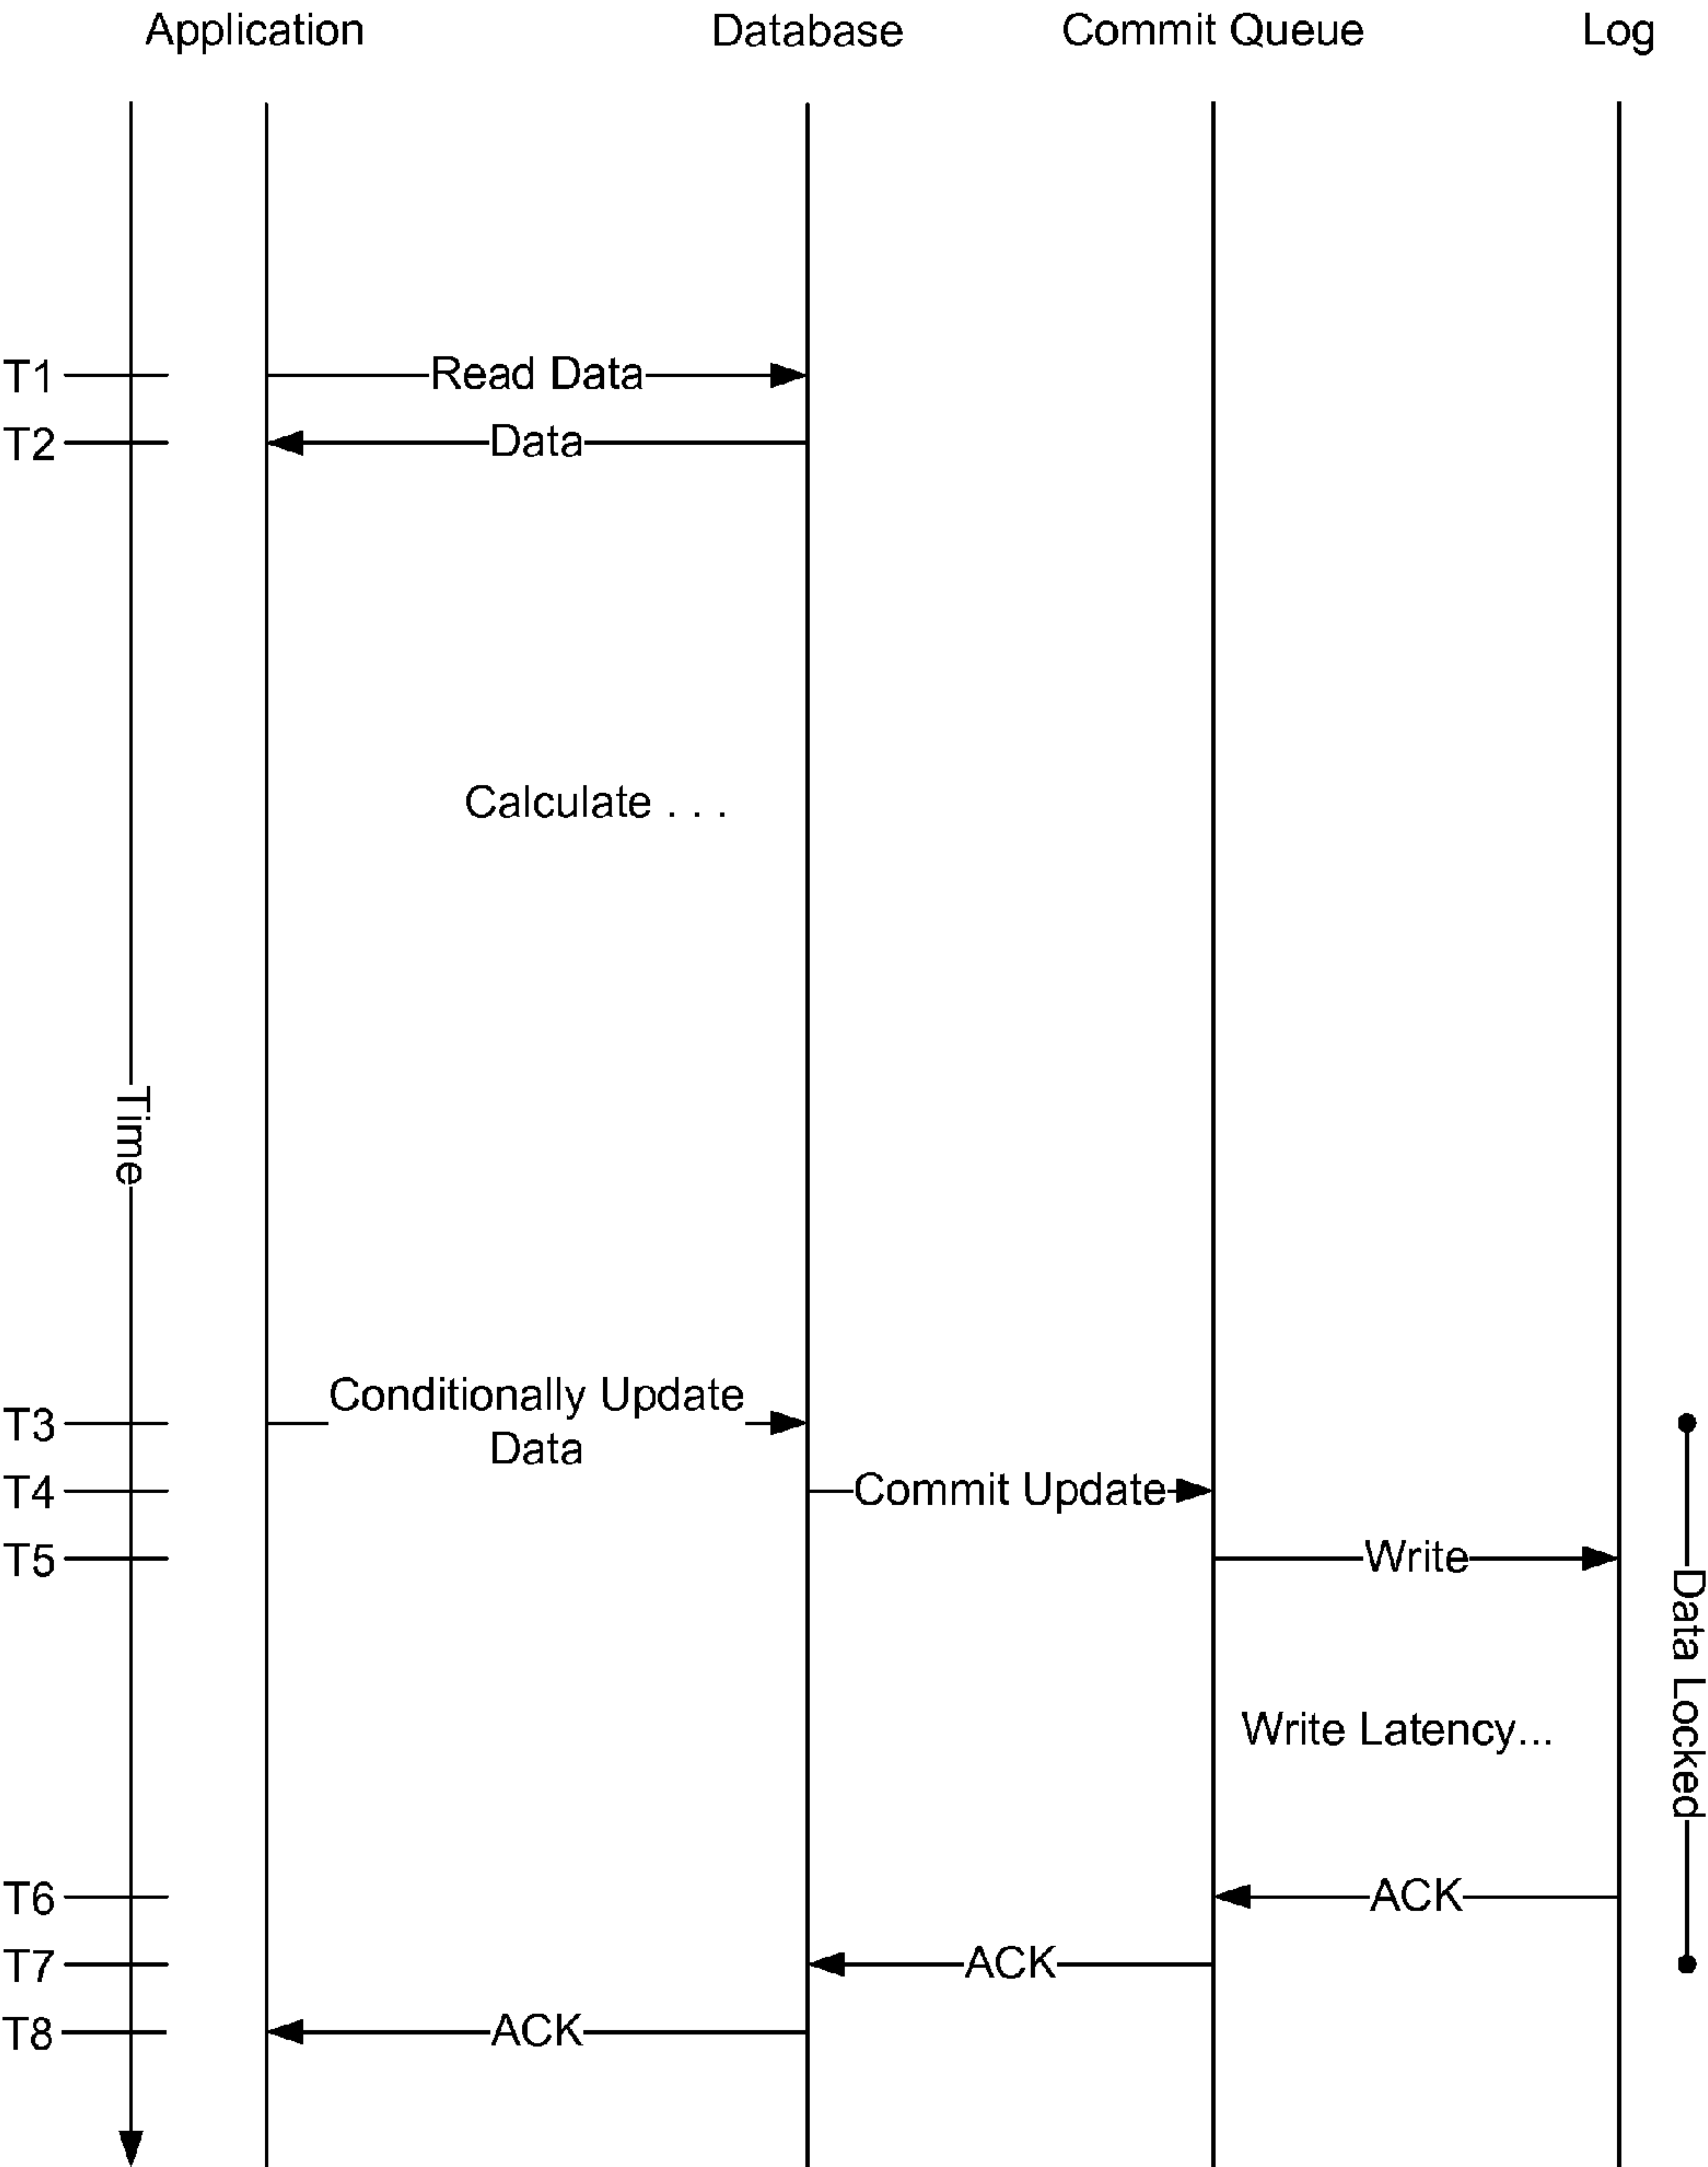 Application Database Commit Queue Log
T1 Read Data
T2 Data
Calculate . . .
Time
T3 Conditionally Update
Data
T4 Commit Update
T5 Write
Data Locked
Write Latency...
T6 ACK
T7 ACK
T8 ACK